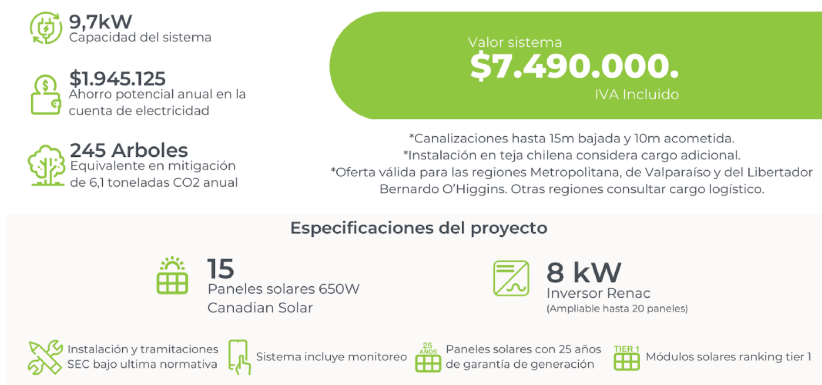 9,7kW
Capacidad del sistema
$1.945.125
Ahorro potencial anual en la
cuenta de electricidad
245 Arboles
Equivalente en mitigación
de 6,1 toneladas CO2 anual
Valor sistema
$7.490.000.
IVA Incluido
*Canalizaciones hasta 15m bajada y 10m acometida.
*Instalación en teja chilena considera cargo adicional.
*Oferta válida para las regiones Metropolitana, de Valparaíso y del Libertador
Bernardo O’Higgins. Otras regiones consultar cargo logístico.
Especificaciones del proyecto
15
Paneles solares 650W
Canadian Solar
8 kW
Inversor Renac
(Ampliable hasta 20 paneles)
Instalación y tramitaciones
SEC bajo ultima normativa
Sistema incluye monitoreo
25
AÑOS
Paneles solares con 25 años
de garantía de generación
TIER 1
Módulos solares ranking tier 1